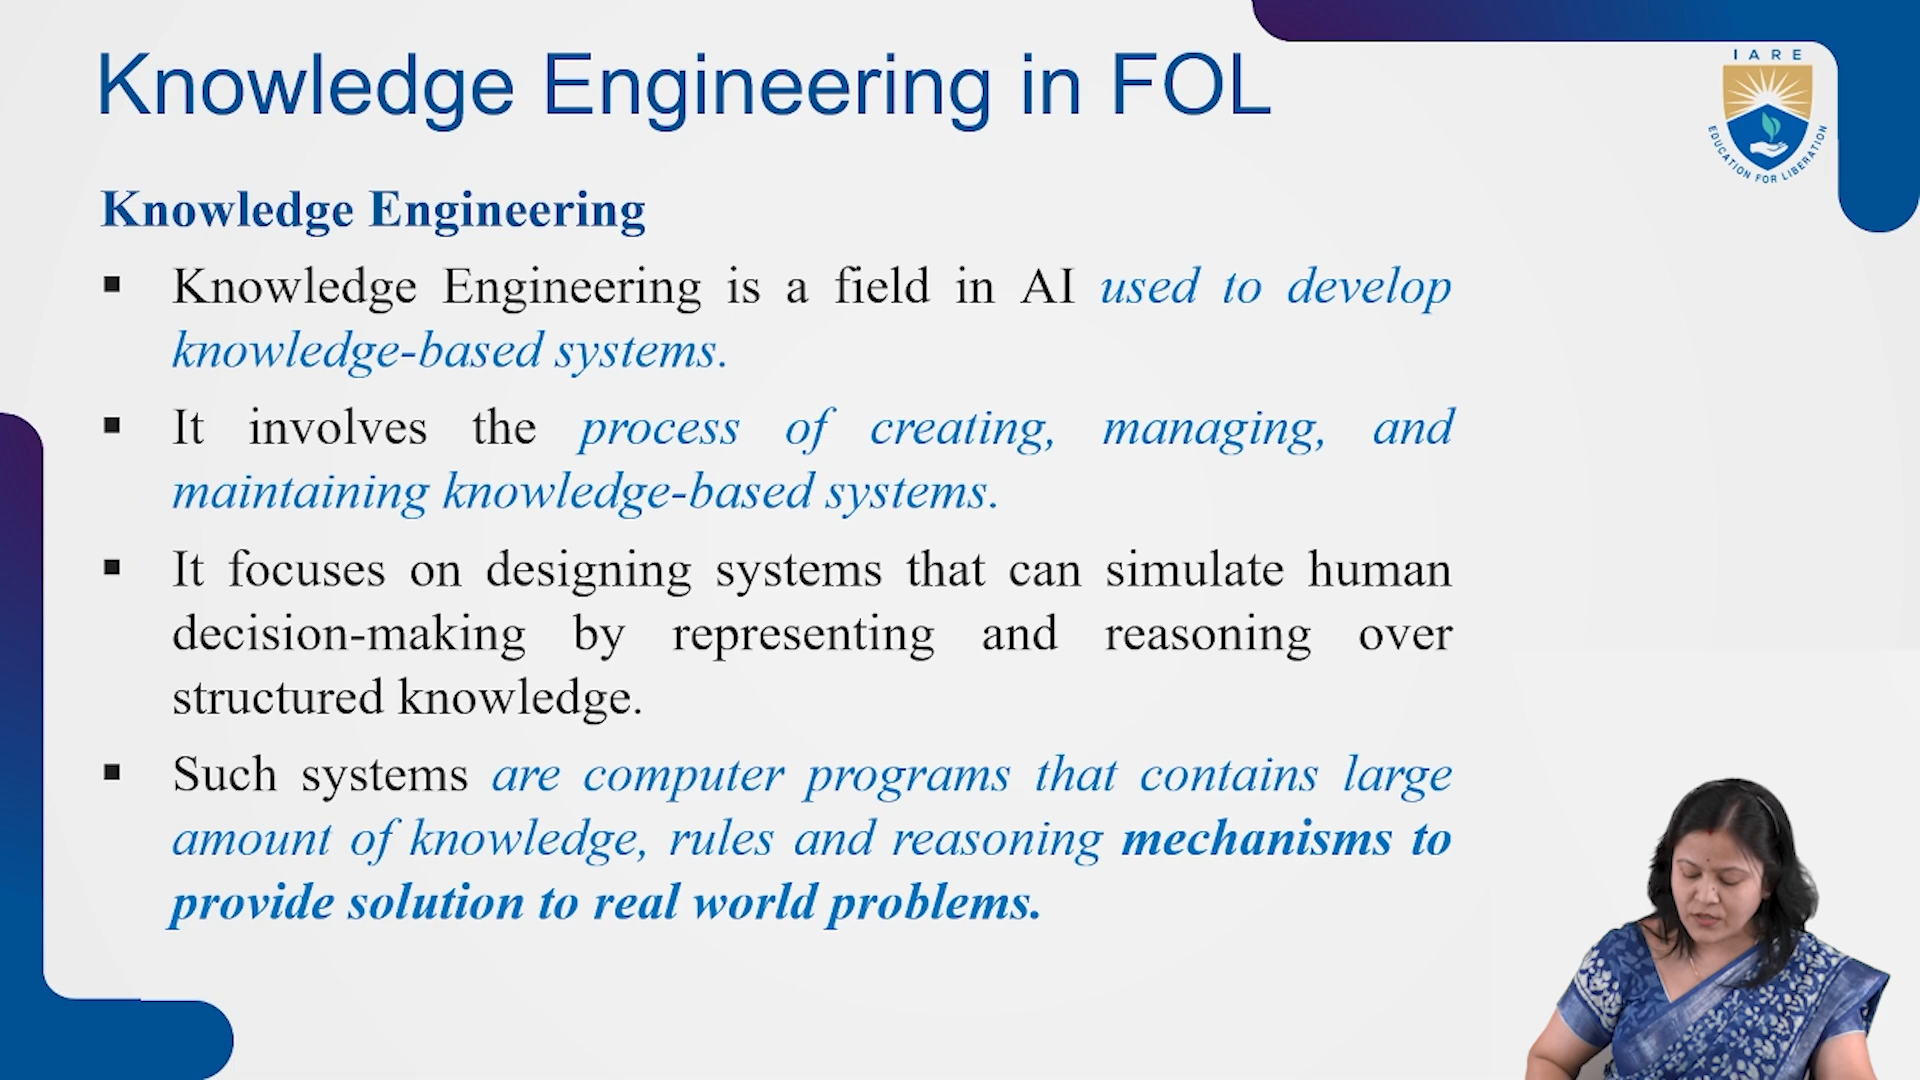 Knowledge Engineering in FOL
IARE
EDUCATION FOR LIBERATION
Knowledge Engineering
▪ Knowledge Engineering is a field in AI used to develop
knowledge-based systems.
▪ It involves the process of creating, managing, and
maintaining knowledge-based systems.
▪ It focuses on designing systems that can simulate human
decision-making by representing and reasoning over
structured knowledge.
▪ Such systems are computer programs that contains large
amount of knowledge, rules and reasoning mechanisms to
provide solution to real world problems.